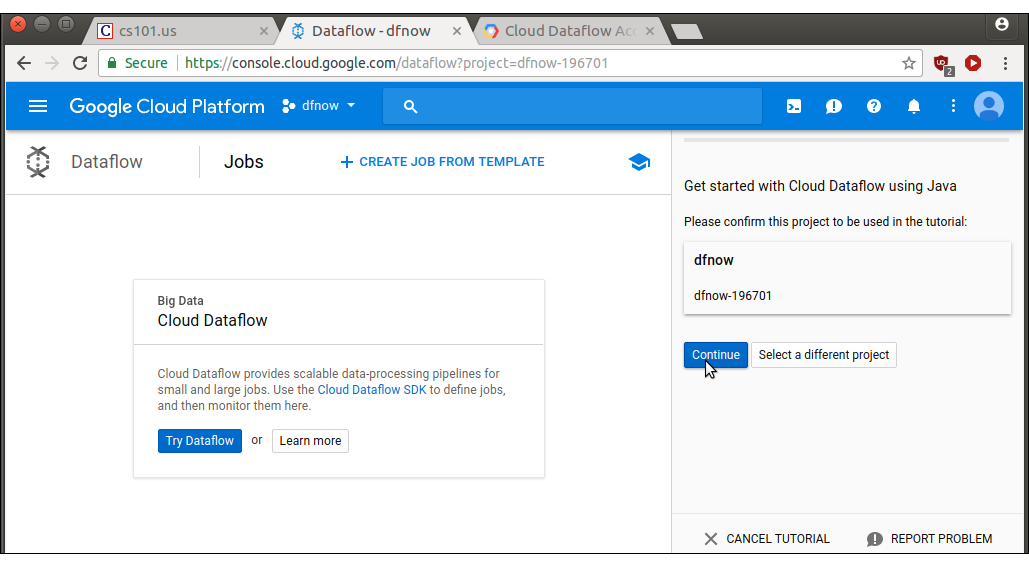 cs101.us
Dataflow - dfnow
Cloud Dataflow Acc
Secure
https://console.cloud.google.com/dataflow?project=dfnow-196701
2
Google Cloud Platform
dfnow
Dataflow
Jobs
+ CREATE JOB FROM TEMPLATE
Big Data
Cloud Dataflow
Cloud Dataflow provides scalable data-processing pipelines for
small and large jobs. Use the Cloud Dataflow SDK to define jobs,
and then monitor them here.
Try Dataflow or Learn more
Get started with Cloud Dataflow using Java
Please confirm this project to be used in the tutorial:
dfnow
dfnow-196701
Continue
Select a different project
CANCEL TUTORIAL
REPORT PROBLEM